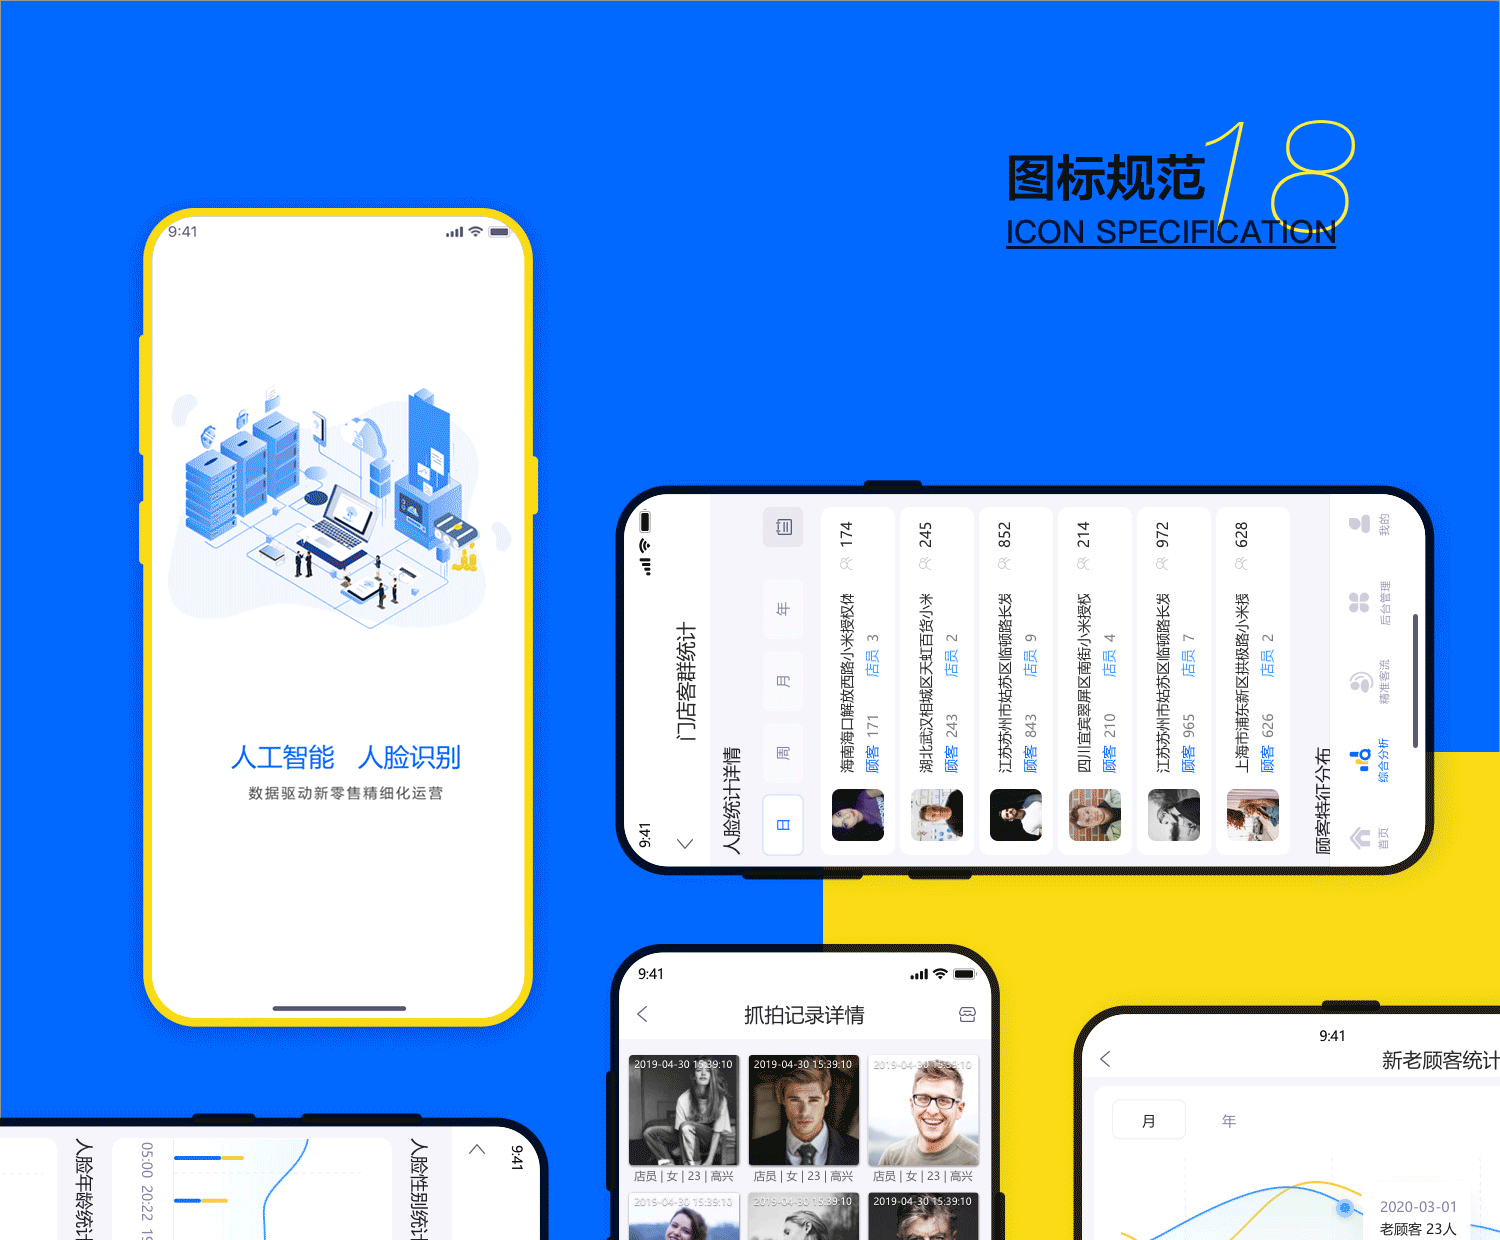 图标规范
18
ICON SPECIFICATION
9:41
人工智能 人脸识别
数据驱动新零售精细化运营
9:41
门店客群统计
人脸统计详情
日
周
月
年
海南海口解放西路小米授权体
174
顾客 171 店员 3
湖北武汉相城区天虹百货小米
245
顾客 243 店员 2
江苏苏州市姑苏区临顿路长发
852
顾客 843 店员 9
四川宜宾翠屏区南街小米授权
214
顾客 210 店员 4
江苏苏州市姑苏区临顿路长发
972
顾客 965 店员 7
上海市浦东新区拱极路小米授
628
顾客 626 店员 2
顾客特征分布
首页
综合分析
精准客流
后台管理
我的
9:41
抓拍记录详情
2019-04-30 15:39:10
2019-04-30 15:39:10
2019-04-30 15:39:10
店员 | 女 | 23 | 高兴
店员 | 女 | 23 | 高兴
店员 | 女 | 23 | 高兴
2019-04-30 15:39:10
2019-04-30 15:39:10
2019-04-30 15:39:10
9:41
新老顾客统计
月
年
2020-03-01
老顾客 23人
9:41
人脸性别统计
05:00
20:22
人脸年龄统计